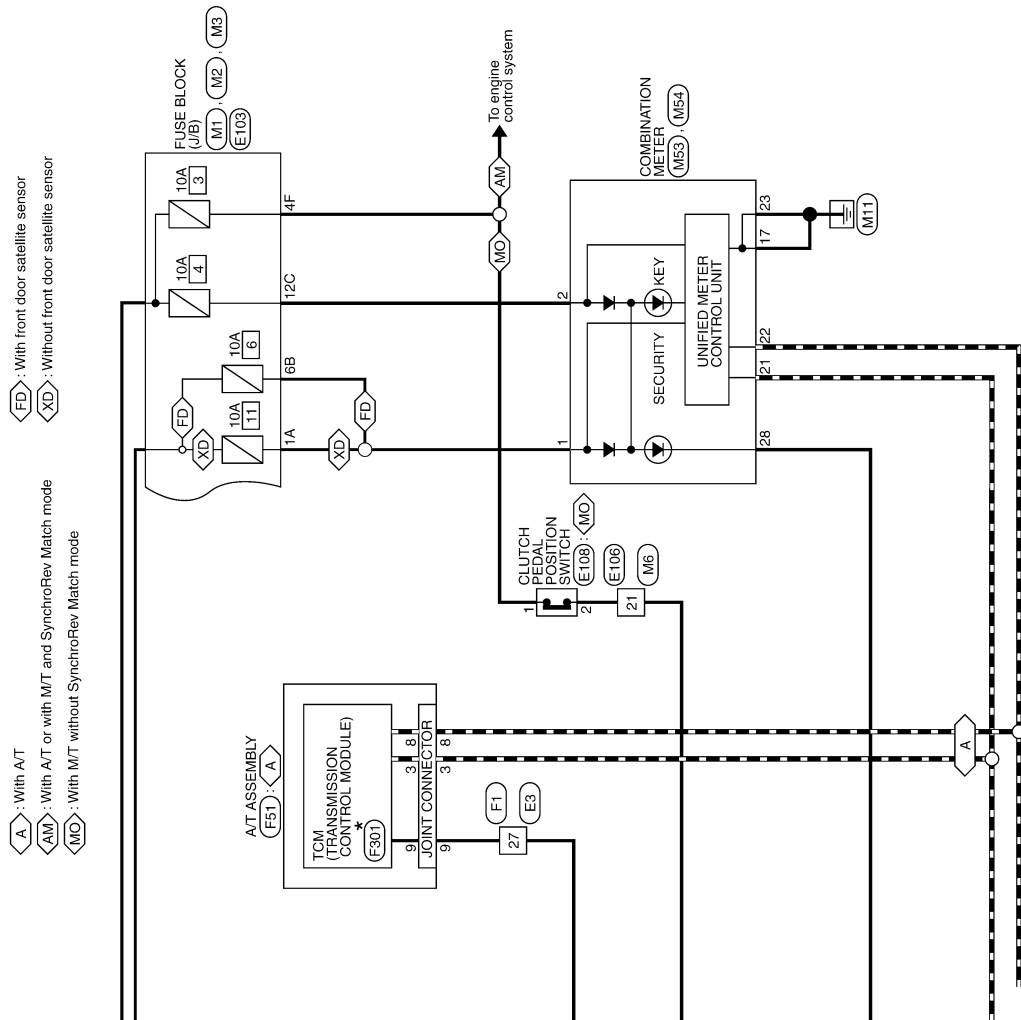 A : With A/T
AM : With A/T or with M/T and SynchroRev Match mode
MO : With M/T without SynchroRev Match mode
FD : With front door satellite sensor
XD : Without front door satellite sensor
FUSE BLOCK
(J/B)
M1 , M2 , M3
E103
10A
11
10A
6
10A
4
10A
3
FD
XD
1A
6B
12C
4F
XD
FD
MO
AM
To engine
control system
A/T ASSEMBLY
F51 : A
TCM
(TRANSMISSION
CONTROL MODULE)
*
F301
JOINT CONNECTOR
9
3
8
9
3
8
27
F1
E3
CLUTCH
PEDAL
POSITION
SWITCH
E108 : MO
1
2
21
E106
M6
COMBINATION
METER
M53 , M54
1
2
SECURITY
KEY
UNIFIED METER
CONTROL UNIT
28
21
22
17
23
M11
A